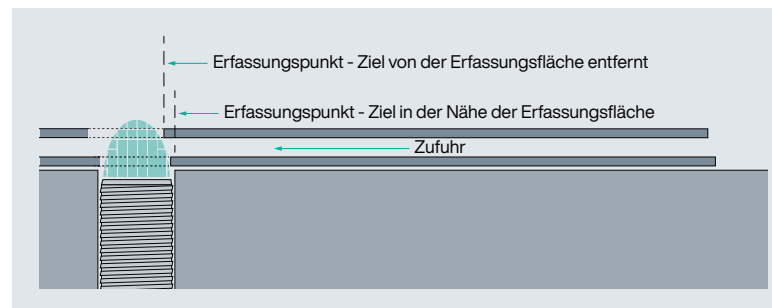 Erfassungspunkt - Ziel von der Erfassungsfläche entfernt
Erfassungspunkt - Ziel in der Nähe der Erfassungsfläche
Zufuhr